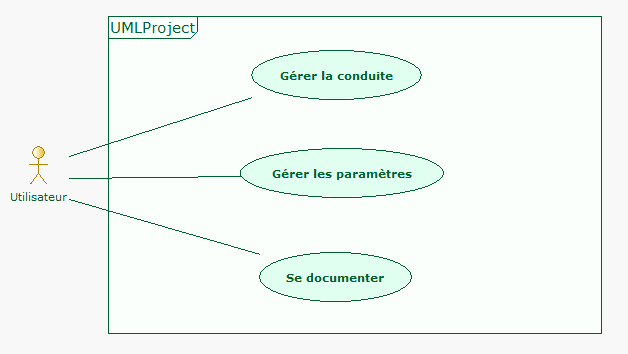 UMLProject
Gérer la conduite
Gérer les paramètres
Utilisateur
Se documenter